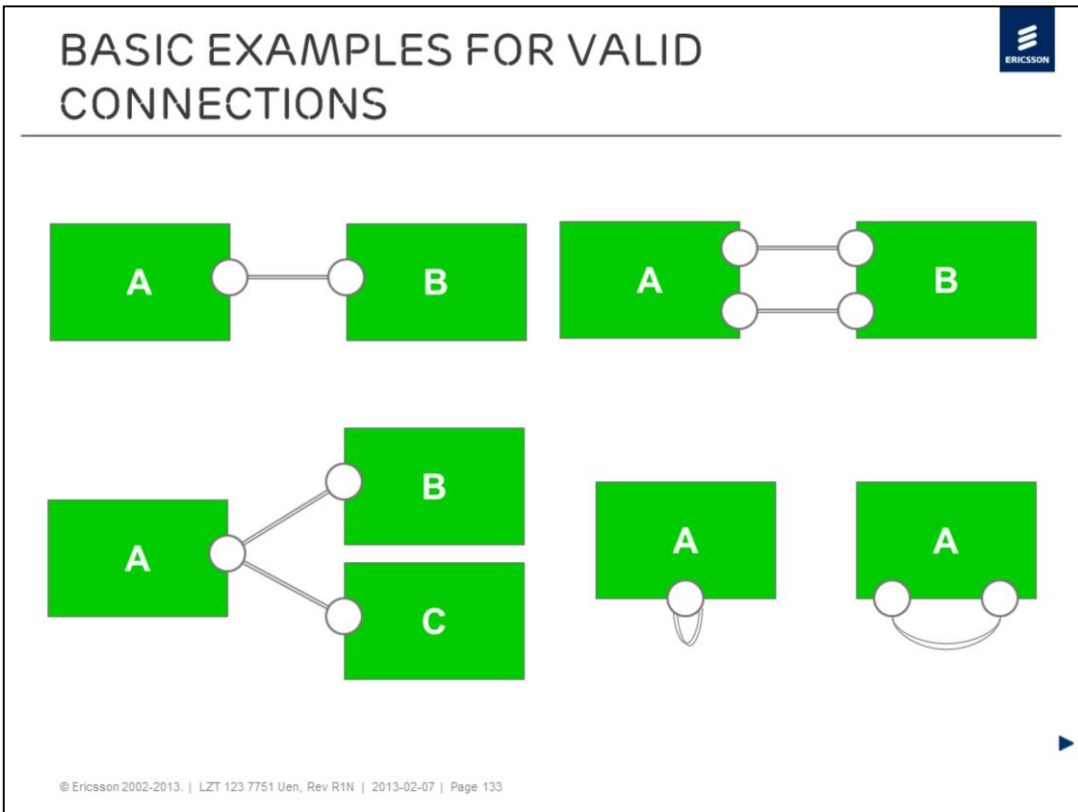 BASIC EXAMPLES FOR VALID
CONNECTIONS
ERICSSON
A
B
A
B
A
B
C
A
A
© Ericsson 2002-2013. | LZT 123 7751 Uen, Rev R1N | 2013-02-07 | Page 133